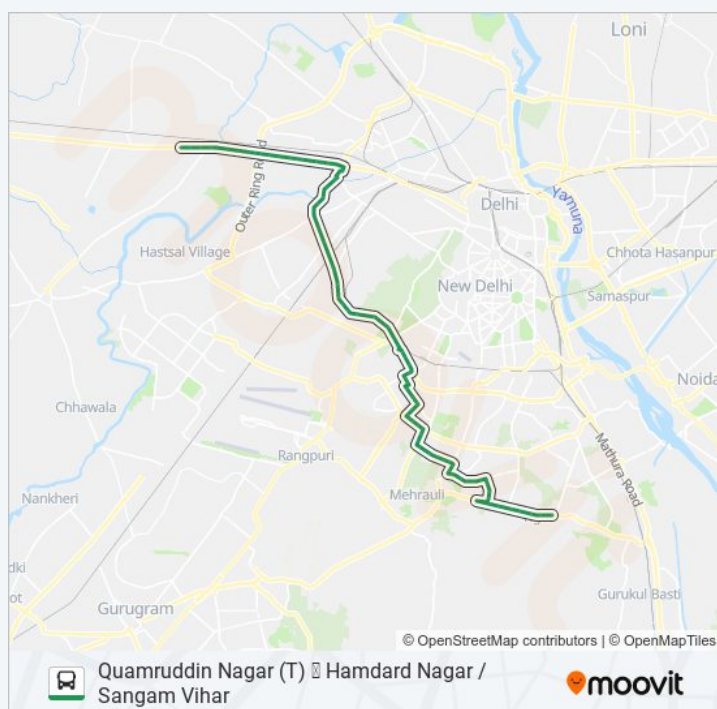 Loni
Outer Ring Road
Delhi
Yamuna
Hastsal Village
Chhota Hasanpur
New Delhi
Samaspur
Noida
Chhawala
Rangpuri
Mathura Road
Nankheri
Mehrauli
Gurugram
Gurukul Basti
© OpenStreetMap contributors | © OpenMapTiles
Quamruddin Nagar (T) Hamdard Nagar /
Sangam Vihar
moovit